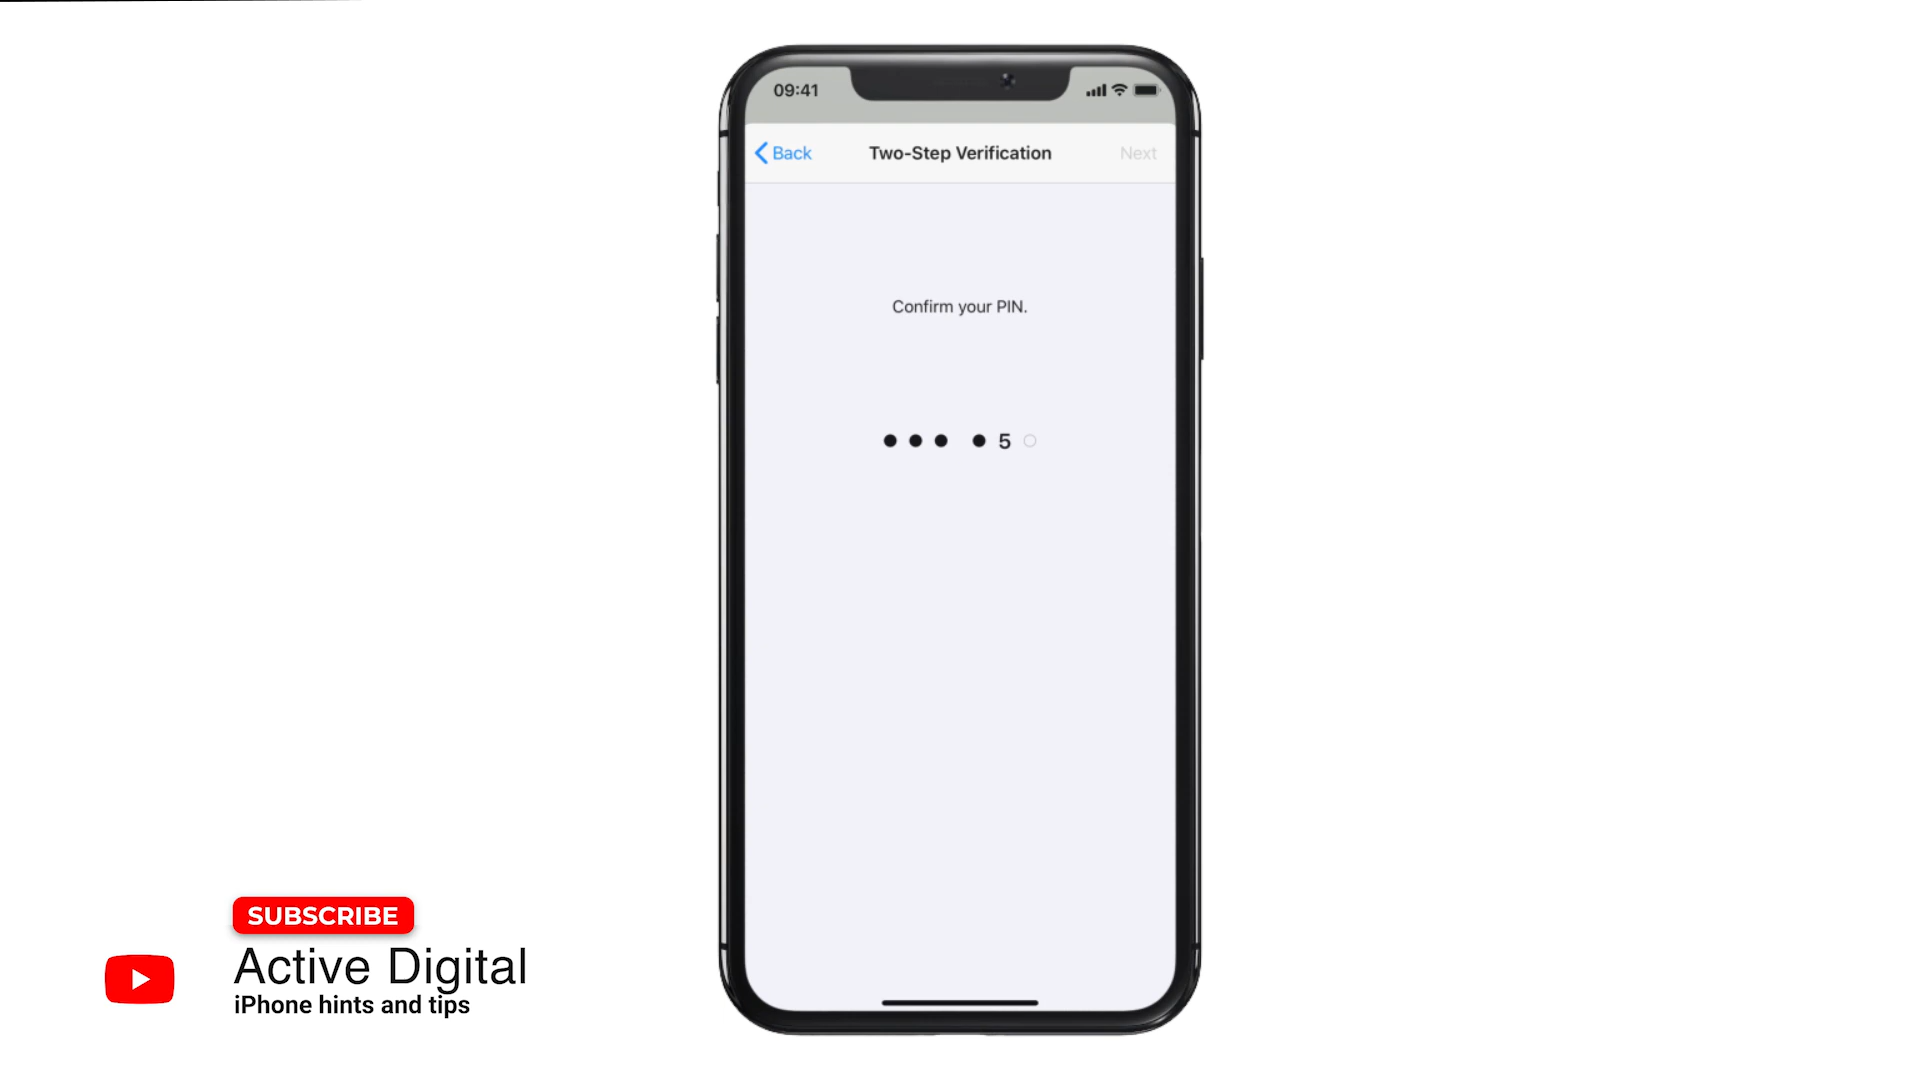 09:41
Back Two-Step Verification Next
Confirm your PIN.
5
SUBSCRIBE
Active Digital
iPhone hints and tips